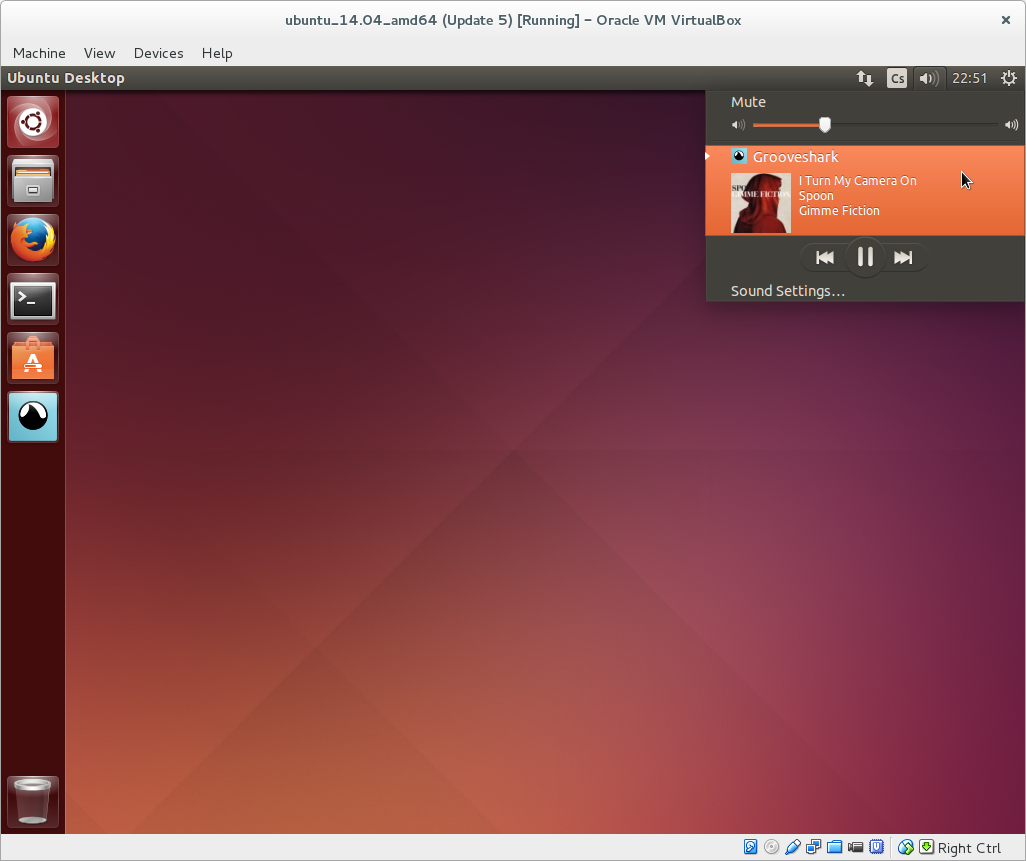 ubuntu_14.04_amd64 (Update 5) [Running] – Oracle VM VirtualBox
Machine View Devices Help
Ubuntu Desktop
Cs
22:51
Mute
Grooveshark
SPO
GIMME FICTION
I Turn My Camera On
Spoon
Gimme Fiction
Sound Settings…
Right Ctrl